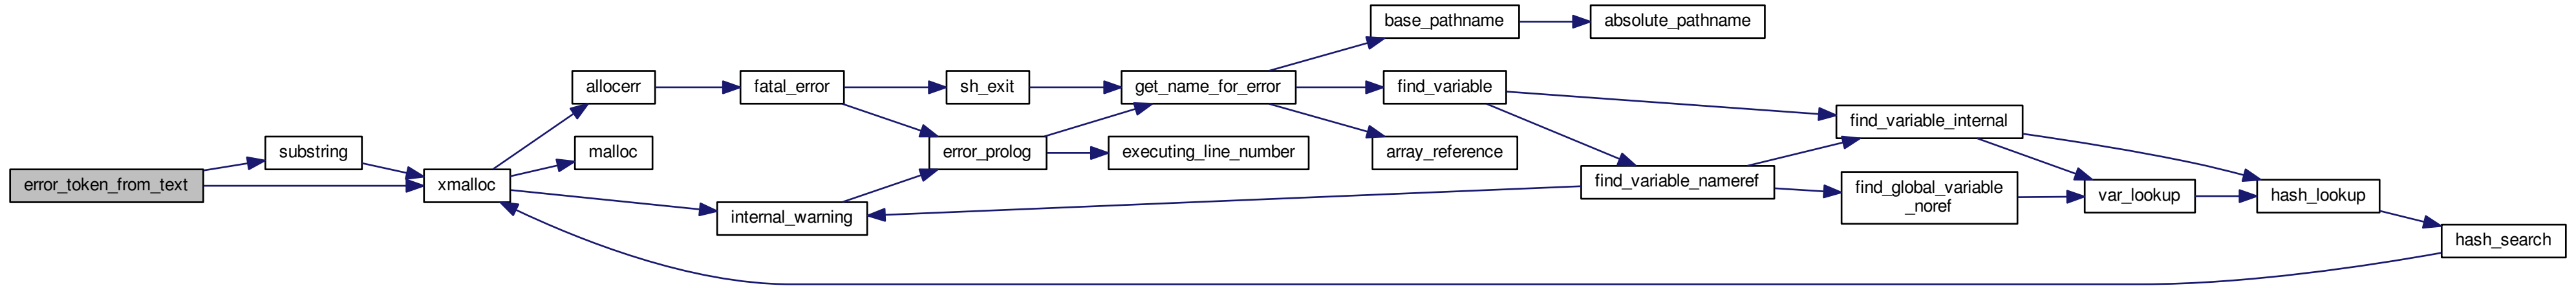 base_pathname
absolute_pathname
allocerr
fatal_error
sh_exit
get_name_for_error
find_variable
find_variable_internal
substring
malloc
error_prolog
executing_line_number
array_reference
error_token_from_text
xmalloc
find_variable_nameref
find_global_variable
_noref
var_lookup
hash_lookup
internal_warning
hash_search